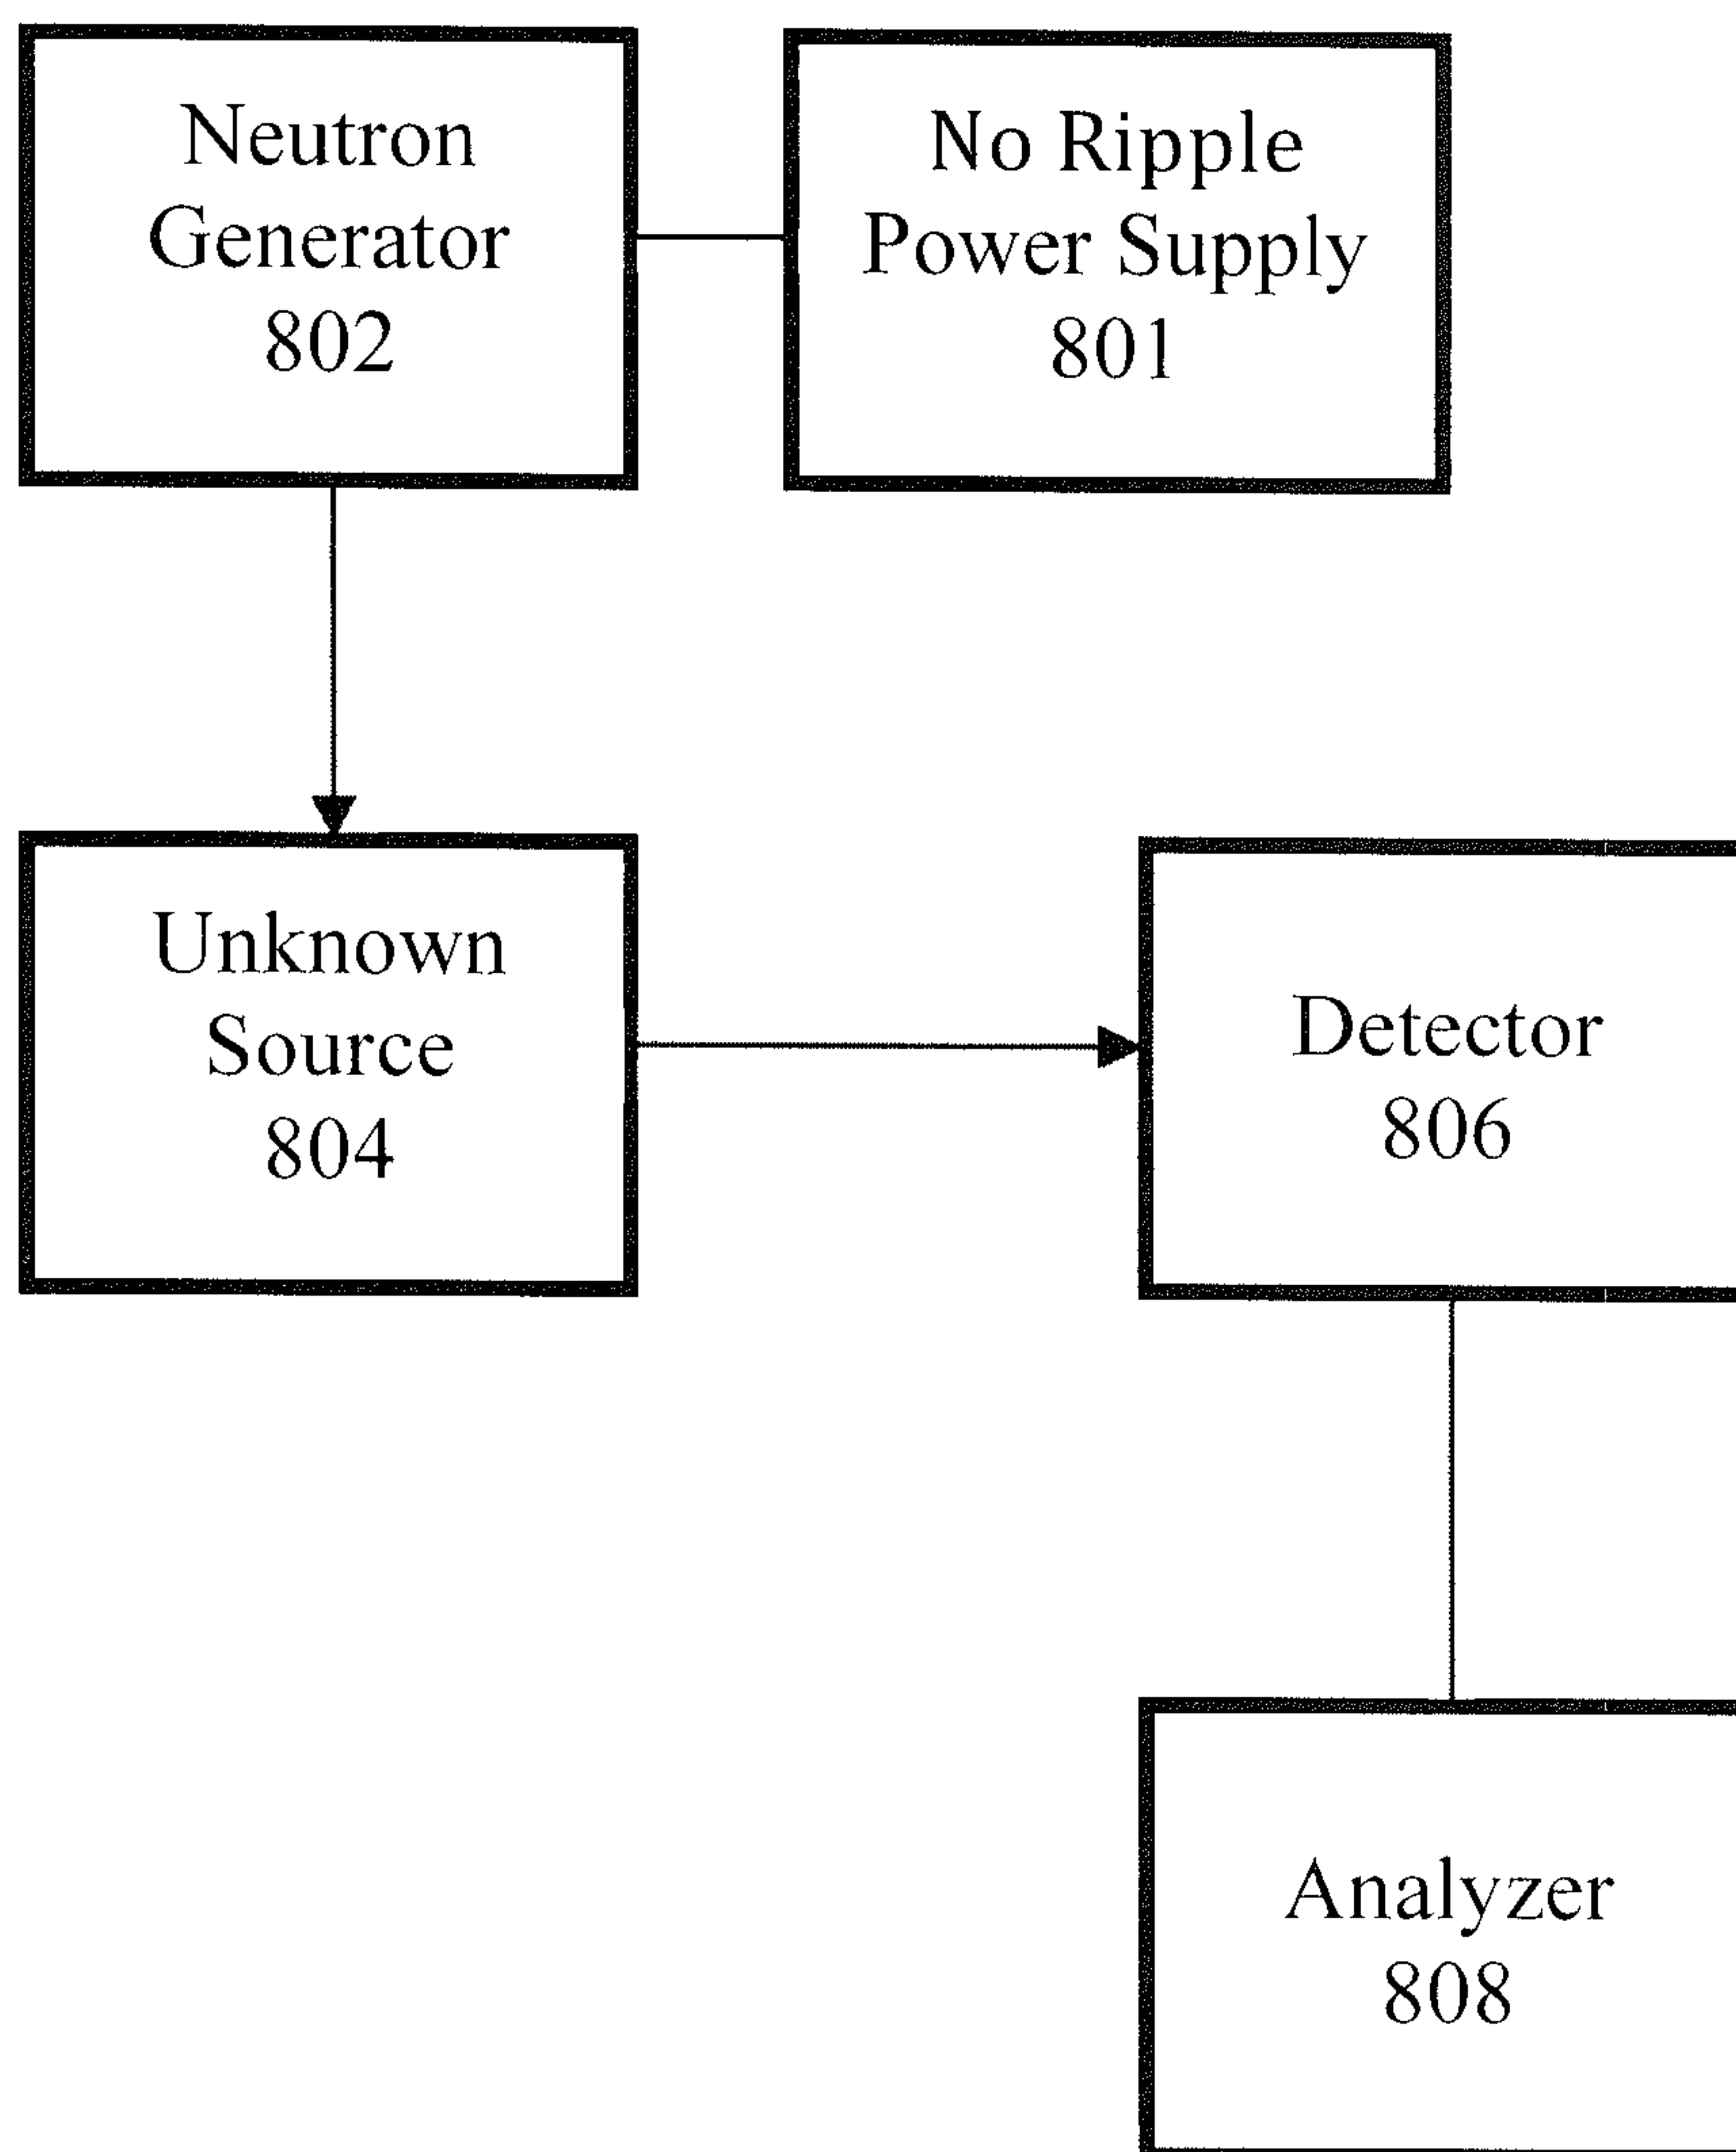 Neutron
Generator
802
No Ripple
Power Supply
801
Unknown
Source
804
Detector
806
Analyzer
808